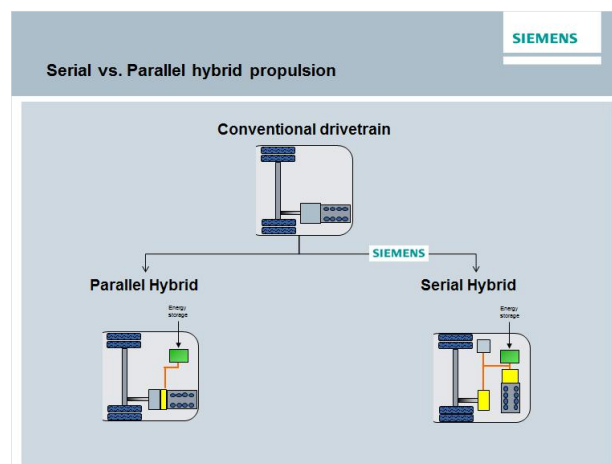 SIEMENS
Serial vs. Parallel hybrid propulsion
Conventional drivetrain
SIEMENS
Parallel Hybrid
Serial Hybrid
Energy
storage
Energy
storage